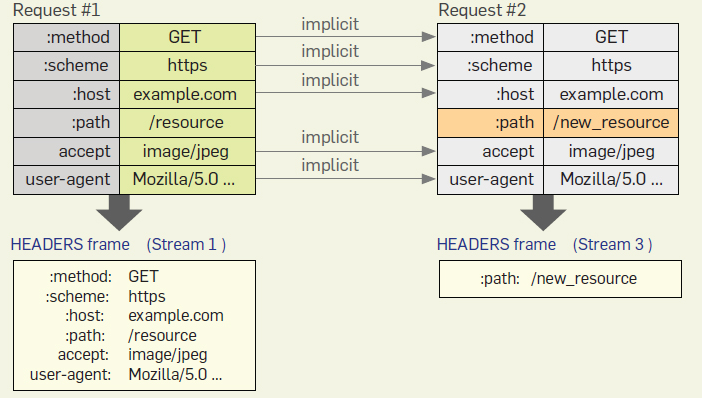 Request #1
:method GET
:scheme https
:host example.com
:path /resource
accept image/jpeg
user-agent Mozilla/5.0 ...
implicit
implicit
implicit
implicit
implicit
Request #2
:method GET
:scheme https
:host example.com
:path /new_resource
accept image/jpeg
user-agent Mozilla/5.0 ...
HEADERS frame (Stream 1 )
:method: GET
:scheme: https
:host: example.com
:path: /resource
accept: image/jpeg
user-agent: Mozilla/5.0 ...
HEADERS frame (Stream 3 )
:path: /new_resource